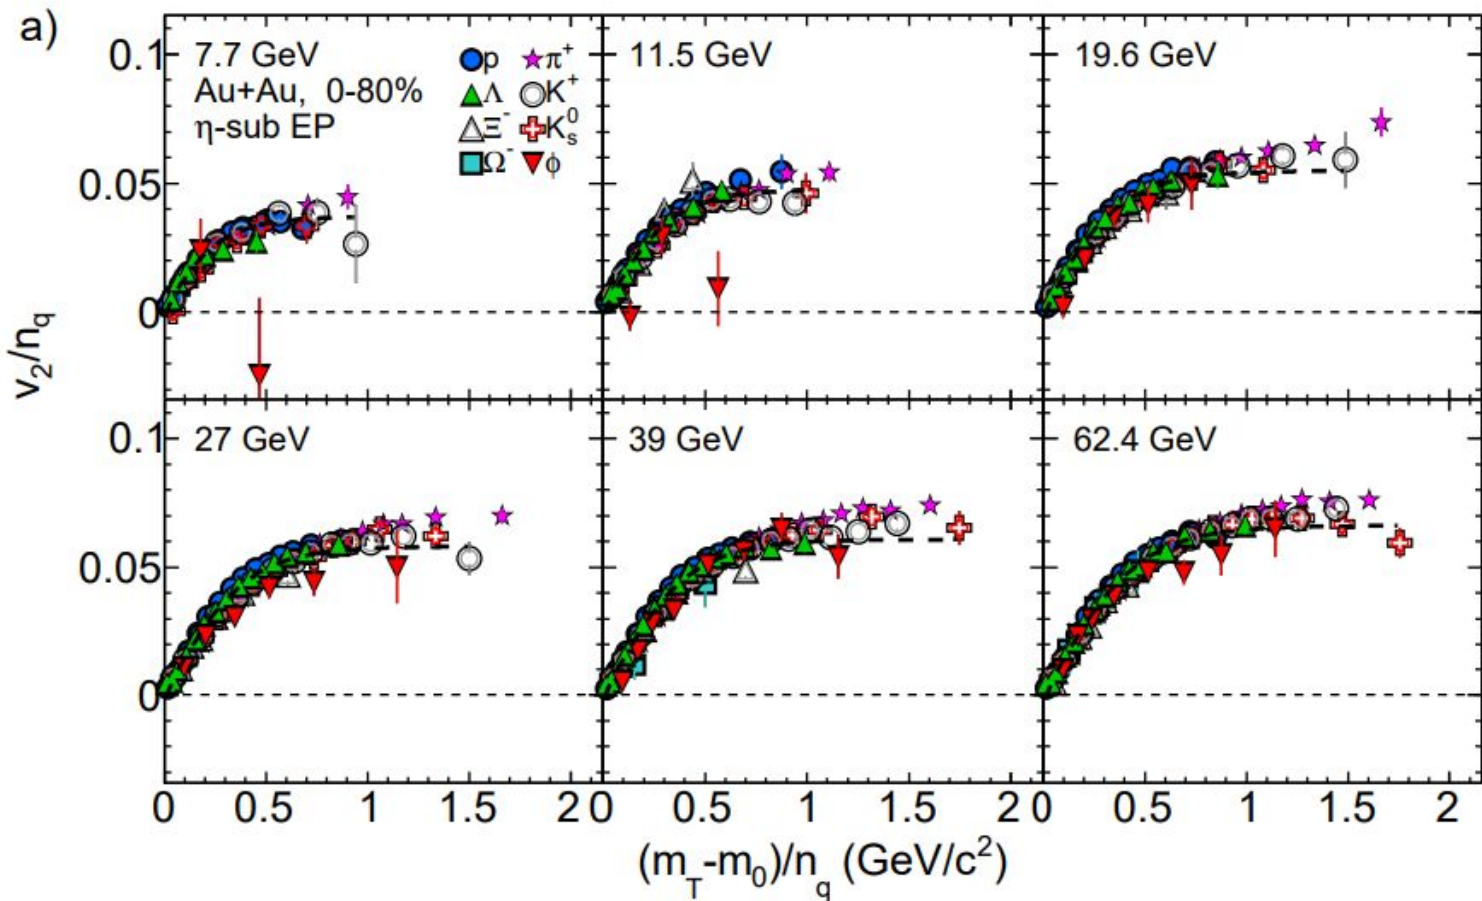 a)
7.7 GeV
Au+Au, 0-80%
η-sub EP
p π⁺
Λ K⁺
Ξ⁻ K⁰ₛ
Ω⁻ ϕ
11.5 GeV
19.6 GeV
0.1
0.05
0
v₂/n_q
27 GeV
39 GeV
62.4 GeV
0.1
0.05
0
0 0.5 1 1.5 2 0 0.5 1 1.5 2 0 0.5 1 1.5 2
(m_T-m₀)/n_q (GeV/c²)